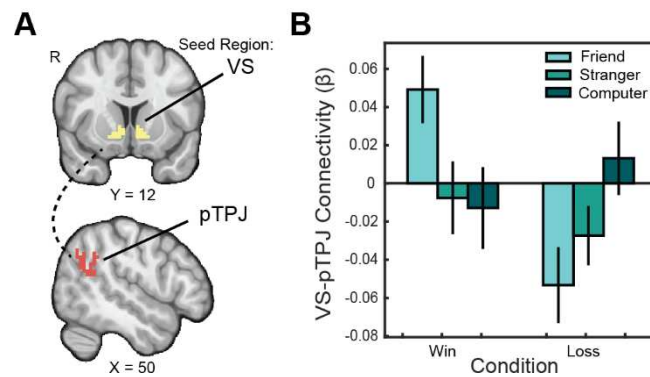 A
R
Seed Region:
VS
Y = 12
pTPJ
X = 50
B
VS-pTPJ Connectivity (β)
0.06
0.04
0.02
0
-0.02
-0.04
-0.06
-0.08
Friend
Stranger
Computer
Win
Loss
Condition